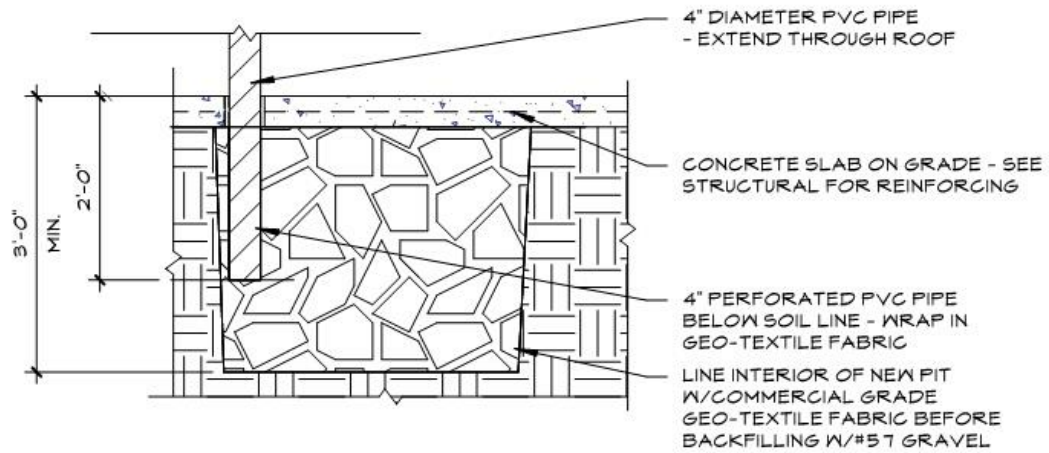 4" DIAMETER PVC PIPE
- EXTEND THROUGH ROOF
CONCRETE SLAB ON GRADE - SEE
STRUCTURAL FOR REINFORCING
3'-0"
MIN.
2'-0"
4" PERFORATED PVC PIPE
BELOW SOIL LINE - WRAP IN
GEO-TEXTILE FABRIC
LINE INTERIOR OF NEW PIT
W/COMMERCIAL GRADE
GEO-TEXTILE FABRIC BEFORE
BACKFILLING W/#57 GRAVEL